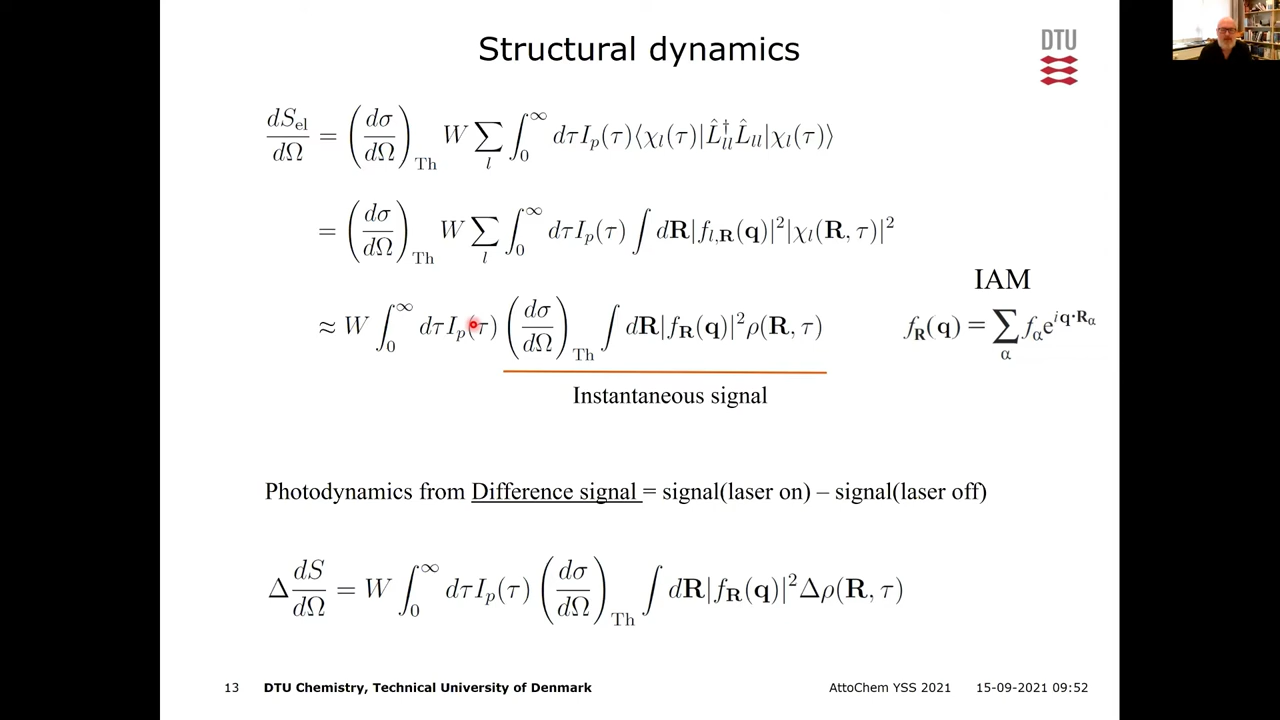 Structural dynamics
DTU
dS_el/dΩ = (dσ/dΩ)_Th W ∑_l ∫_0^∞ dτ I_p(τ)⟨χ_l(τ)|L̂†_ll L̂_ll|χ_l(τ)⟩
= (dσ/dΩ)_Th W ∑_l ∫_0^∞ dτ I_p(τ) ∫ dR|f_{l,R}(q)|²|χ_l(R, τ)|²
IAM
≈ W ∫_0^∞ dτ I_p(τ) (dσ/dΩ)_Th ∫ dR|f_R(q)|²ρ(R, τ)
f_R(q) = ∑_α f_α e^{iq·R_α}
Instantaneous signal
Photodynamics from Difference signal = signal(laser on) – signal(laser off)
Δ dS/dΩ = W ∫_0^∞ dτ I_p(τ) (dσ/dΩ)_Th ∫ dR|f_R(q)|²Δρ(R, τ)
13 DTU Chemistry, Technical University of Denmark AttoChem YSS 2021 15-09-2021 09:52